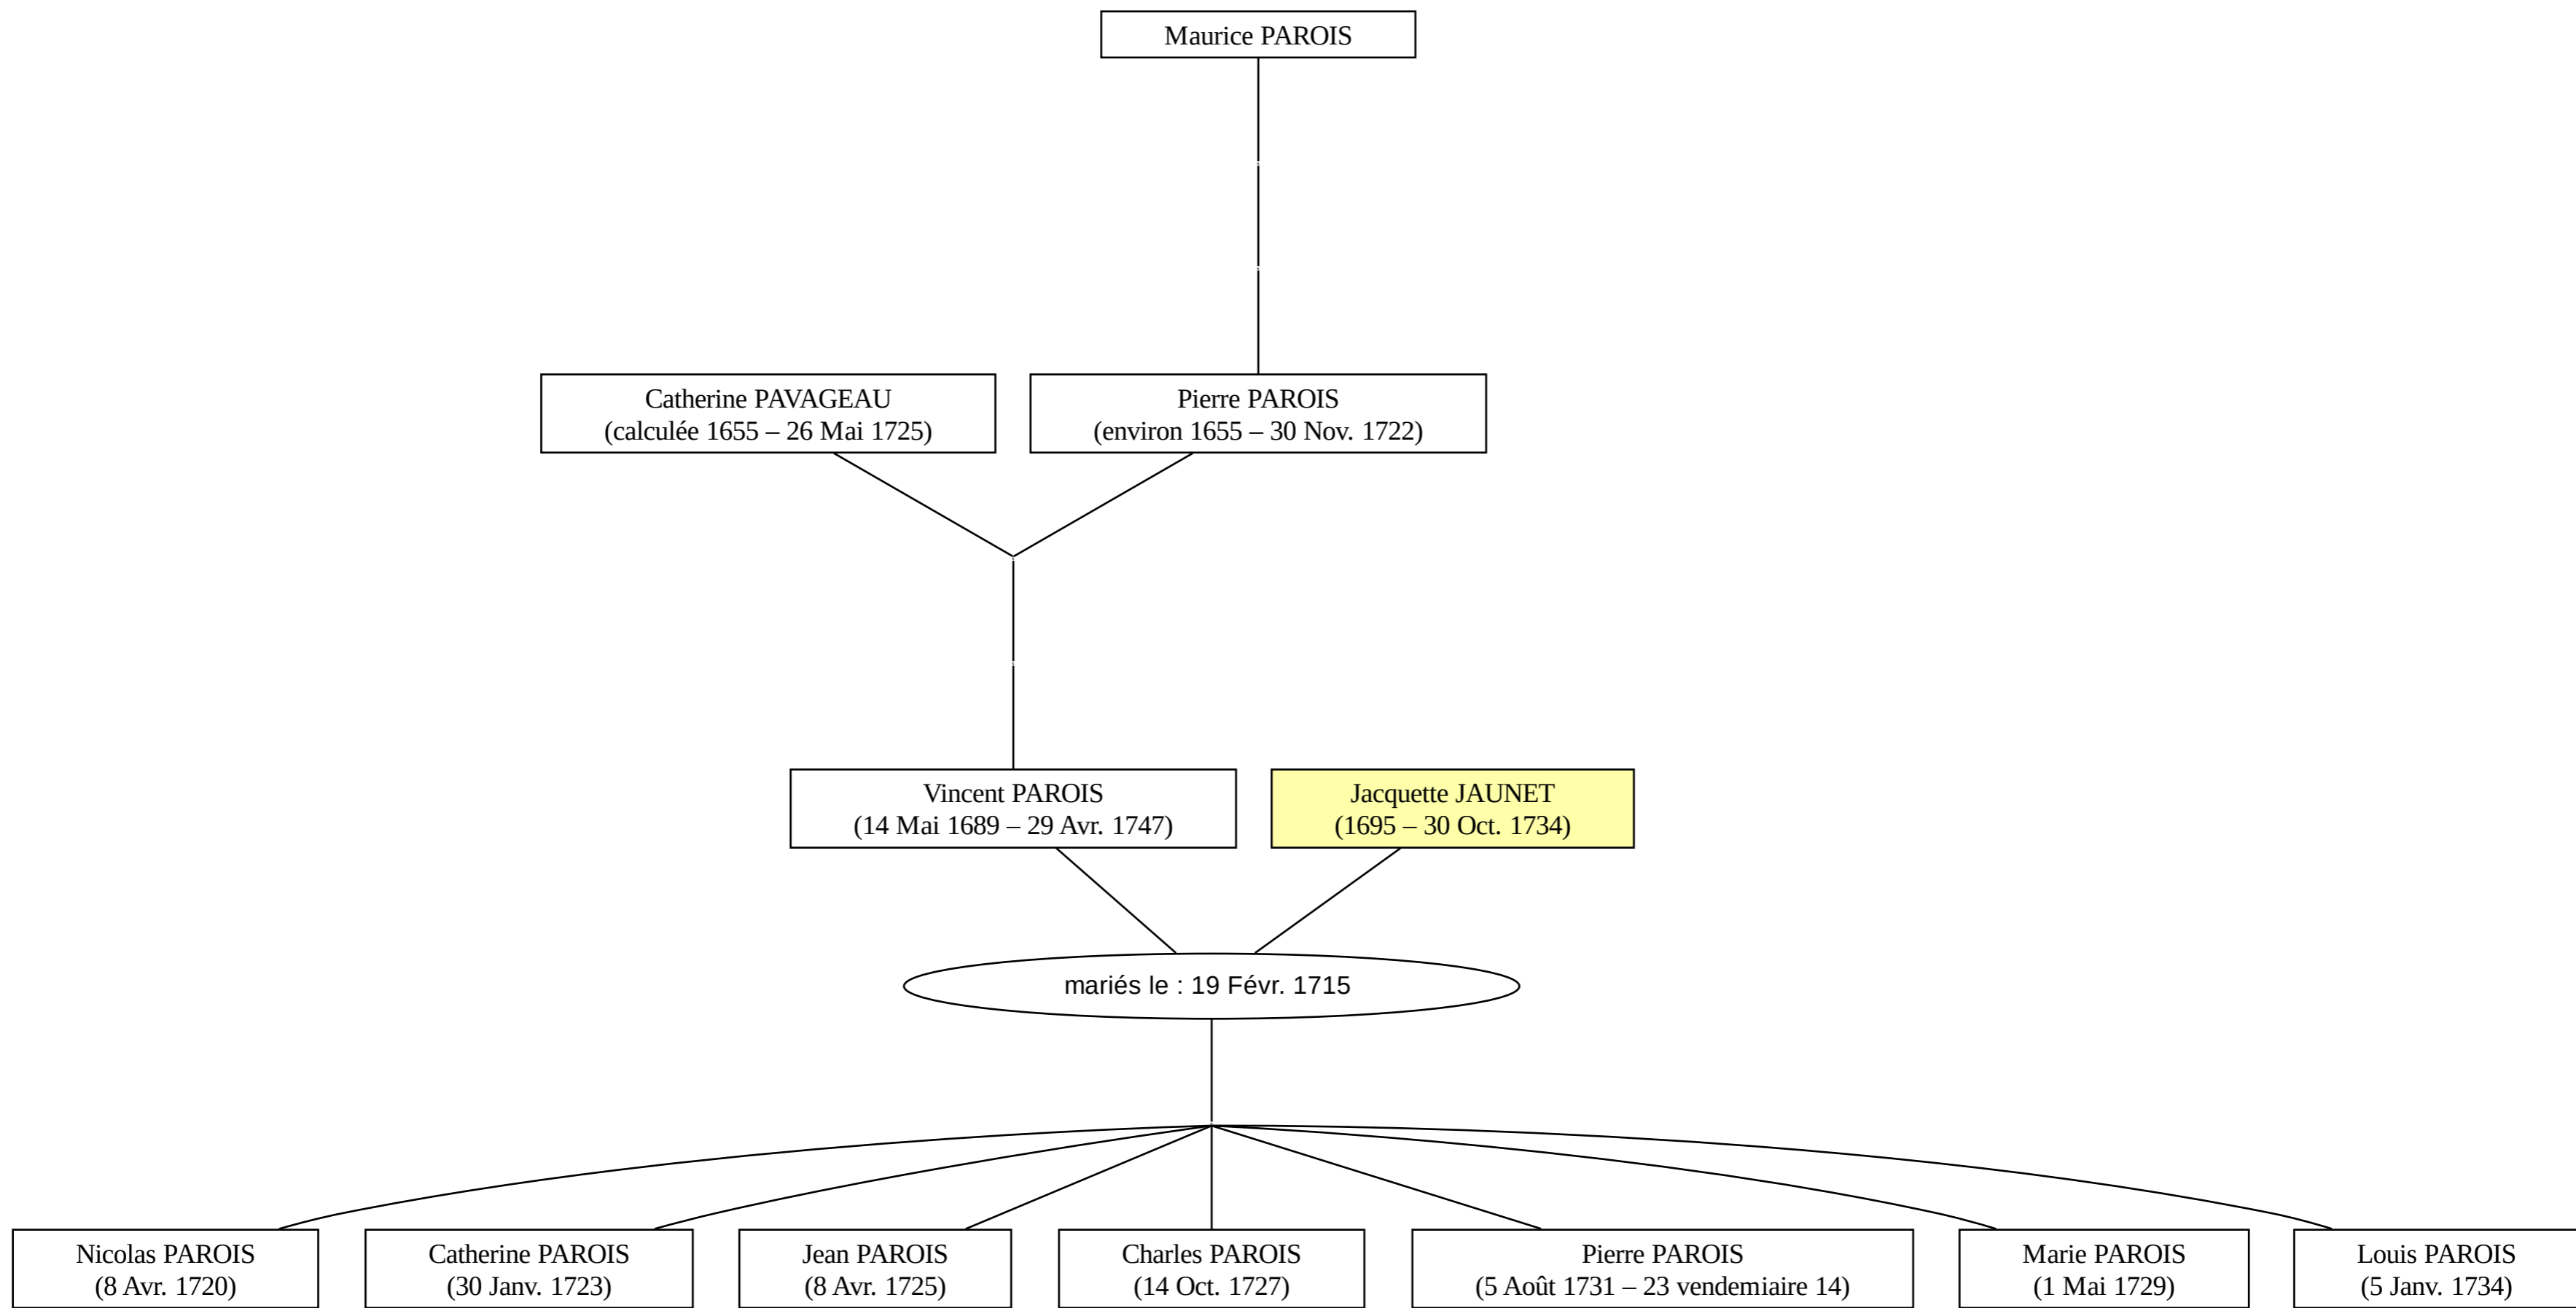 Maurice PAROIS
Catherine PAVAGEAU
(calculée 1655 – 26 Mai 1725)
Pierre PAROIS
(environ 1655 – 30 Nov. 1722)
Vincent PAROIS
(14 Mai 1689 – 29 Avr. 1747)
Jacquette JAUNET
(1695 – 30 Oct. 1734)
mariés le : 19 Févr. 1715
Nicolas PAROIS
(8 Avr. 1720)
Catherine PAROIS
(30 Janv. 1723)
Jean PAROIS
(8 Avr. 1725)
Charles PAROIS
(14 Oct. 1727)
Pierre PAROIS
(5 Août 1731 – 23 vendemiaire 14)
Marie PAROIS
(1 Mai 1729)
Louis PAROIS
(5 Janv. 1734)